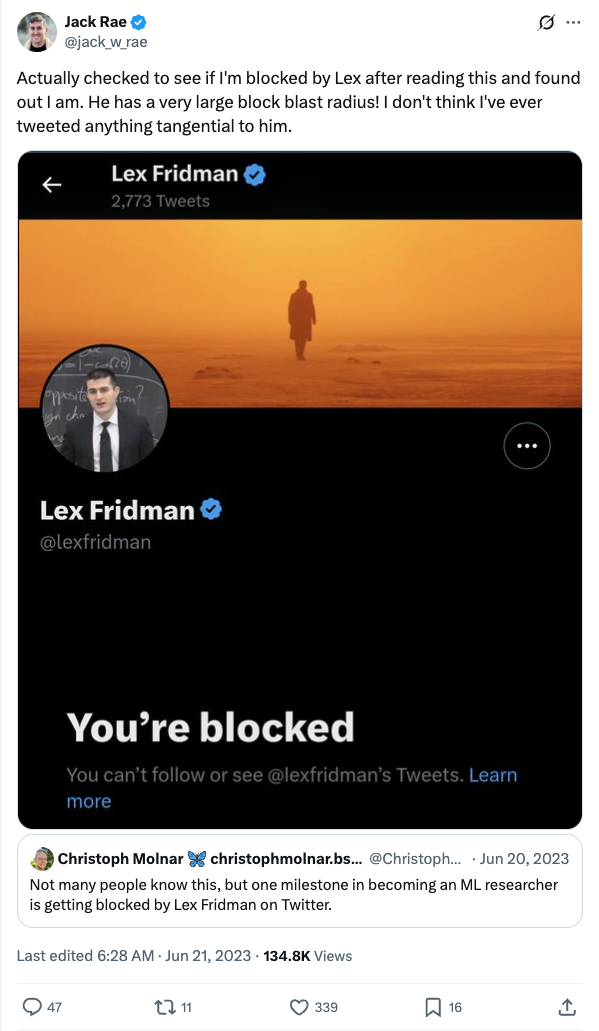 Jack Rae
@jack_w_rae
Actually checked to see if I'm blocked by Lex after reading this and found
out I am. He has a very large block blast radius! I don't think I've ever
tweeted anything tangential to him.
Lex Fridman
2,773 Tweets
Lex Fridman
@lexfridman
You're blocked
You can't follow or see @lexfridman's Tweets. Learn
more
Christoph Molnar 🦋 christophmolnar.bs... @Christoph... · Jun 20, 2023
Not many people know this, but one milestone in becoming an ML researcher
is getting blocked by Lex Fridman on Twitter.
Last edited 6:28 AM · Jun 21, 2023 · 134.8K Views
47 11 339 16